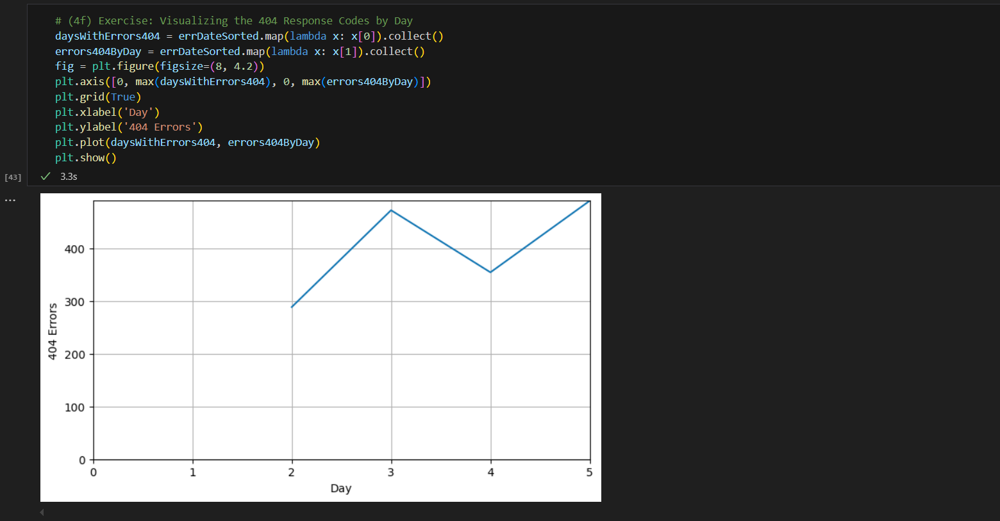 # (4f) Exercise: Visualizing the 404 Response Codes by Day
daysWithErrors404 = errDateSorted.map(lambda x: x[0]).collect()
errors404ByDay = errDateSorted.map(lambda x: x[1]).collect()
fig = plt.figure(figsize=(8, 4.2))
plt.axis([0, max(daysWithErrors404), 0, max(errors404ByDay)])
plt.grid(True)
plt.xlabel('Day')
plt.ylabel('404 Errors')
plt.plot(daysWithErrors404, errors404ByDay)
plt.show()
[43]
3.3s
...
400
300
200
100
0
404 Errors
0 1 2 3 4 5
Day